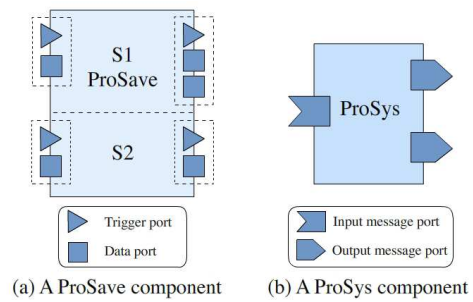 S1
ProSave
S2
Trigger port
Data port
(a) A ProSave component
ProSys
Input message port
Output message port
(b) A ProSys component